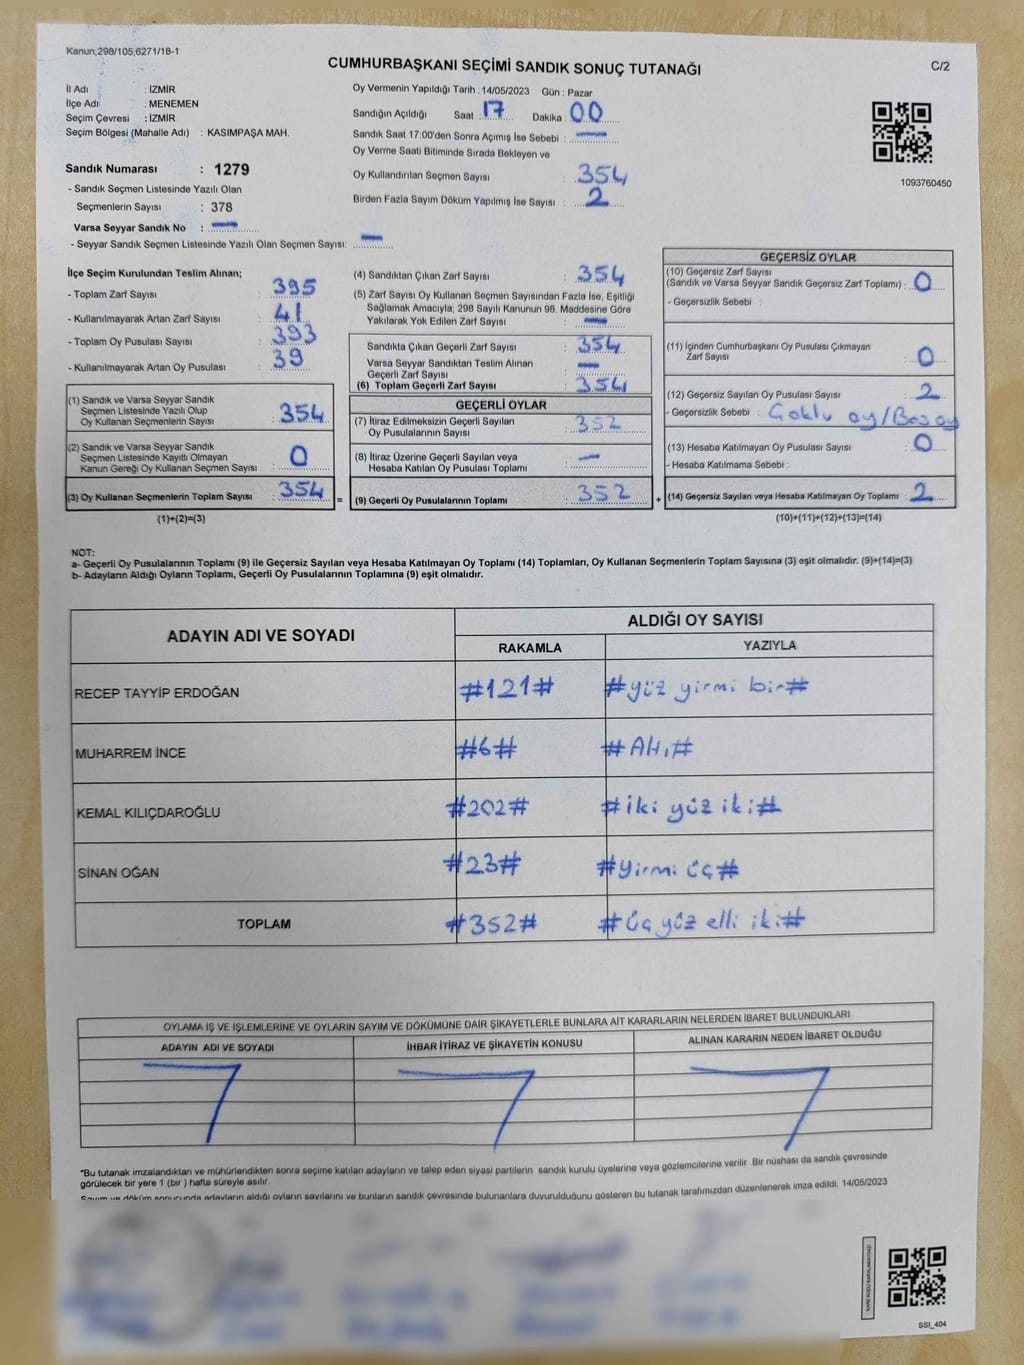 Kanun;298/105;6271/18-1
CUMHURBAŞKANI SEÇİMİ SANDIK SONUÇ TUTANAĞI
C/2
İl Adı : İZMİR
İlçe Adı : MENEMEN
Seçim Çevresi : İZMİR
Seçim Bölgesi (Mahalle Adı) : KASIMPAŞA MAH.
Sandık Numarası : 1279
- Sandık Seçmen Listesinde Yazılı Olan
Seçmenlerin Sayısı : 378
Varsa Seyyar Sandık No : —
- Seyyar Sandık Seçmen Listesinde Yazılı Olan Seçmen Sayısı: —
Oy Vermenin Yapıldığı Tarih : 14/05/2023 Gün : Pazar
Sandığın Açıldığı Saat : 17 Dakika : 00
Sandık Saat 17:00'den Sonra Açımış İse Sebebi : —
Oy Verme Saati Bitiminde Sırada Bekleyen ve
Oy Kullandırılan Seçmen Sayısı : 354
Birden Fazla Sayım Döküm Yapılmış İse Sayısı : 2
1093760450
İlçe Seçim Kurulundan Teslim Alınan;
- Toplam Zarf Sayısı : 395
- Kullanılmayarak Artan Zarf Sayısı : 41
- Toplam Oy Pusulası Sayısı : 393
- Kullanılmayarak Artan Oy Pusulası : 39
(1) Sandık ve Varsa Seyyar Sandık
Seçmen Listesinde Yazılı Olup
Oy Kullanan Seçmenlerin Sayısı : 354
(2) Sandık ve Varsa Seyyar Sandık
Seçmen Listesinde Kayıtlı Olmayan
Kanun Gereği Oy Kullanan Seçmen Sayısı : 0
(3) Oy Kullanan Seçmenlerin Toplam Sayısı : 354 =
(1)+(2)=(3)
(4) Sandıktan Çıkan Zarf Sayısı : 354
(5) Zarf Sayısı Oy Kullanan Seçmen Sayısından Fazla İse, Eşitliği
Sağlamak Amacıyla; 298 Sayılı Kanunun 98. Maddesine Göre
Yakılarak Yok Edilen Zarf Sayısı : —
Sandıkta Çıkan Geçerli Zarf Sayısı : 354
Varsa Seyyar Sandıktan Teslim Alınan
Geçerli Zarf Sayısı : —
(6) Toplam Geçerli Zarf Sayısı : 354
GEÇERLİ OYLAR
(7) İtiraz Edilmeksizin Geçerli Sayılan
Oy Pusulalarının Sayısı : 352
(8) İtiraz Üzerine Geçerli Sayılan veya
Hesaba Katılan Oy Pusulası Toplamı : —
(9) Geçerli Oy Pusulalarının Toplamı : 352 +
GEÇERSİZ OYLAR
(10) Geçersiz Zarf Sayısı
(Sandık ve Varsa Seyyar Sandık Geçersiz Zarf Toplamı) : 0
- Geçersizlik Sebebi :
(11) İçinden Cumhurbaşkanı Oy Pusulası Çıkmayan
Zarf Sayısı : 0
(12) Geçersiz Sayılan Oy Pusulası Sayısı : 2
- Geçersizlik Sebebi : Çoklu oy/Boş oy
(13) Hesaba Katılmayan Oy Pusulası Sayısı : 0
- Hesaba Katılmama Sebebi :
(14) Geçersiz Sayılan veya Hesaba Katılmayan Oy Toplamı : 2
(10)+(11)+(12)+(13)=(14)
NOT:
a- Geçerli Oy Pusulalarının Toplamı (9) ile Geçersiz Sayılan veya Hesaba Katılmayan Oy Toplamı (14) Toplamları, Oy Kullanan Seçmenlerin Toplam Sayısına (3) eşit olmalıdır. (9)+(14)=(3)
b- Adayların Aldığı Oyların Toplamı, Geçerli Oy Pusulalarının Toplamına (9) eşit olmalıdır.
ADAYIN ADI VE SOYADI
ALDIĞI OY SAYISI
RAKAMLA YAZIYLA
RECEP TAYYİP ERDOĞAN #121# #yüz yirmi bir#
MUHARREM İNCE #6# #Altı#
KEMAL KILIÇDAROĞLU #202# #iki yüz iki#
SİNAN OĞAN #23# #Yirmi üç#
TOPLAM #352# #üç yüz elli iki#
OYLAMA İŞ VE İŞLEMLERİNE VE OYLARIN SAYIM VE DÖKÜMÜNE DAİR ŞİKAYETLERLE BUNLARA AİT KARARLARIN NELERDEN İBARET BULUNDUKLARI
ADAYIN ADI VE SOYADI İHBAR İTİRAZ VE ŞİKAYETİN KONUSU ALINAN KARARIN NEDEN İBARET OLDUĞU
*Bu tutanak imzalandıktan ve mühürlendikten sonra seçime katılan adayların ve talep eden siyasi partilerin sandık kurulu üyelerine veya gözlemcilerine verilir .Bir nüshası da sandık çevresinde
görülecek bir yere 1 (bir ) hafta süreyle asılır.
Sayım ve döküm sonucunda adayların aldığı oyların sayılarını ve bunların sandık çevresinde bulunanlara duyurulduğunu gösteren bu tutanak tarafımızdan düzenlenerek imza edildi. 14/05/2023
KARE KODU KARALAMAYINIZ!
SSI_404